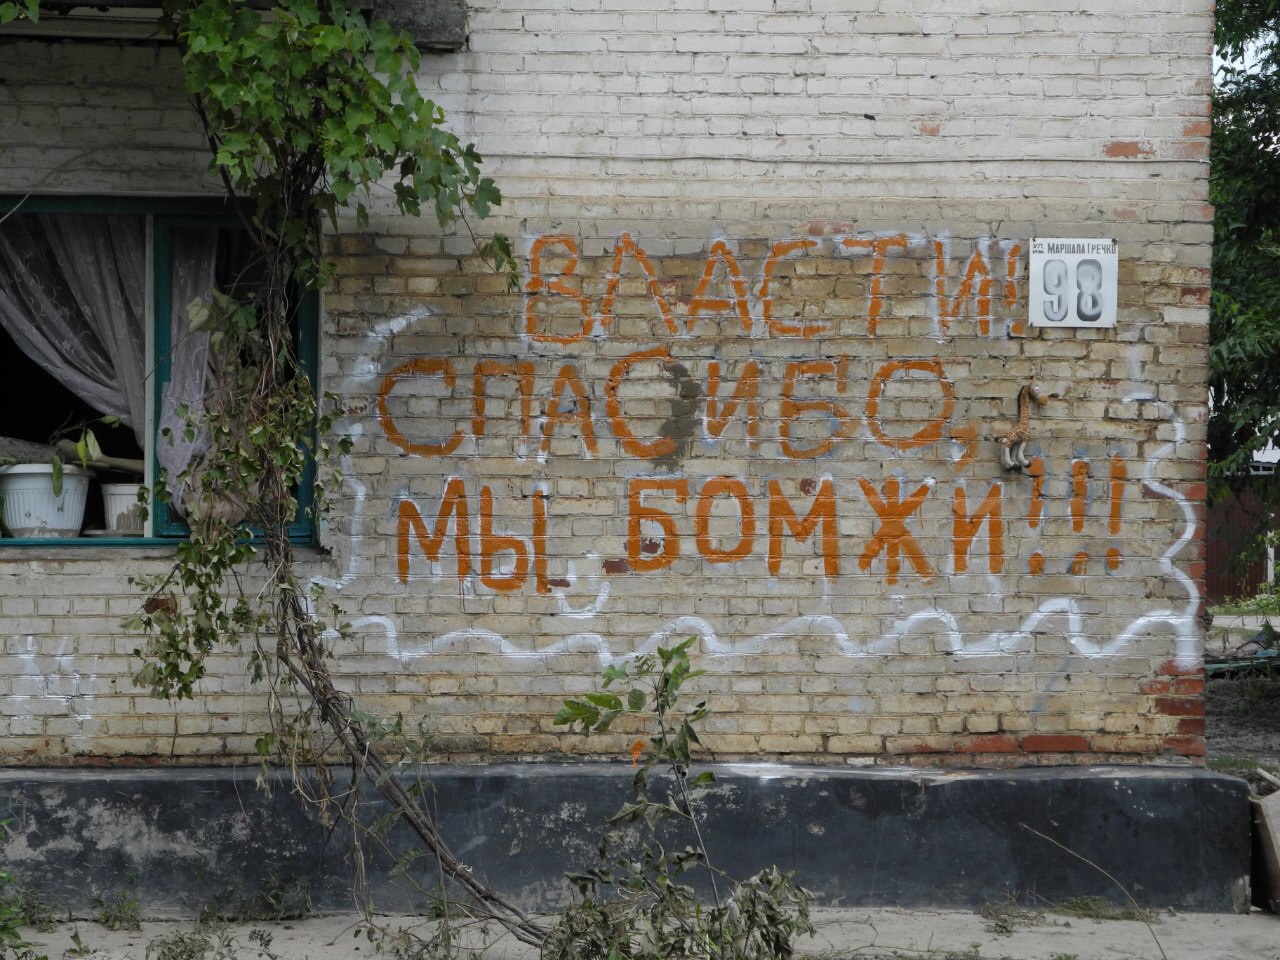 ВЛАСТИ!
СПАСИБО,
МЫ БОМЖИ!!!
МАРШАЛА ГРЕЧКО
98